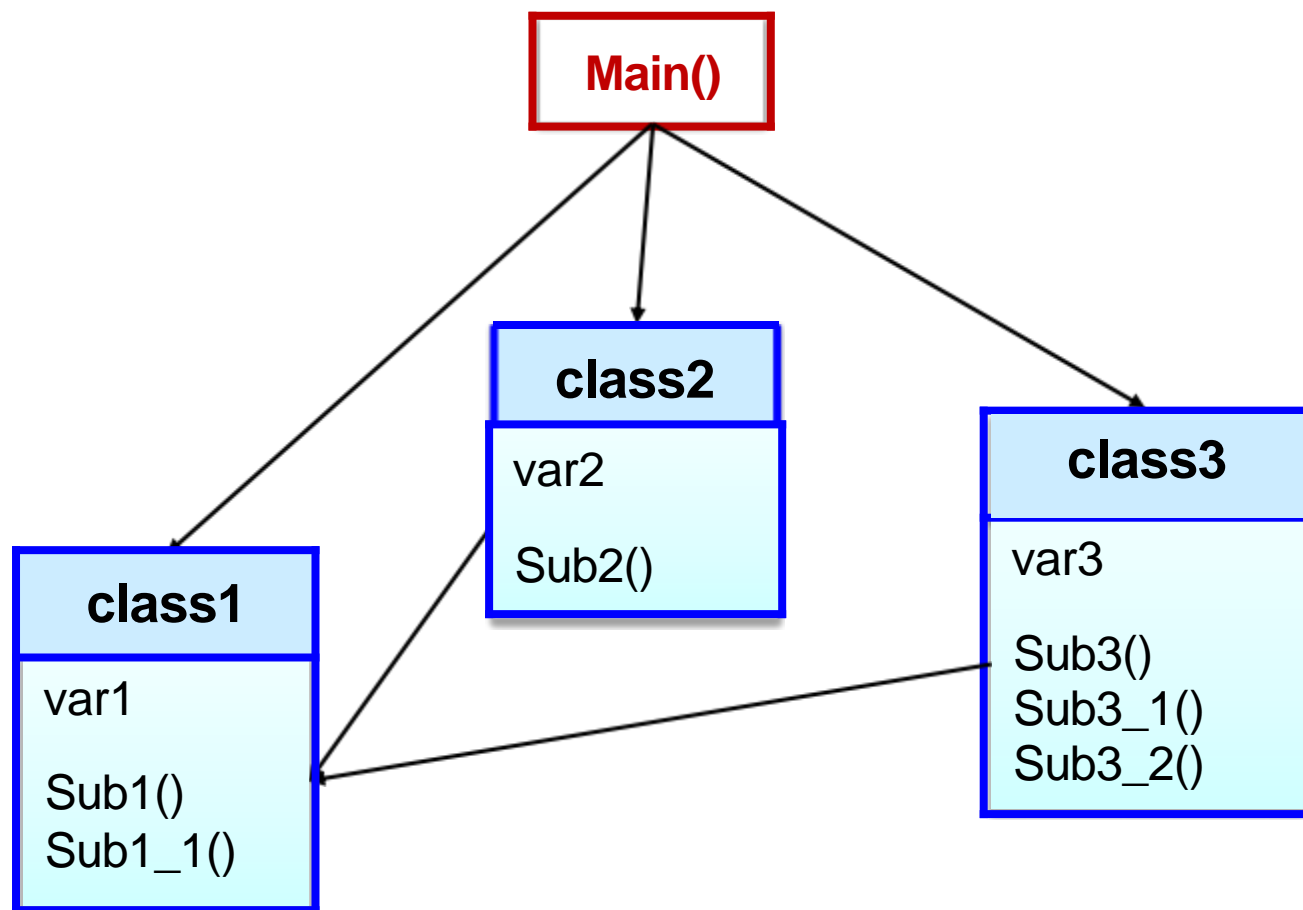 Main()
class2
var2
Sub2()
class3
var3
Sub3()
Sub3_1()
Sub3_2()
class1
var1
Sub1()
Sub1_1()